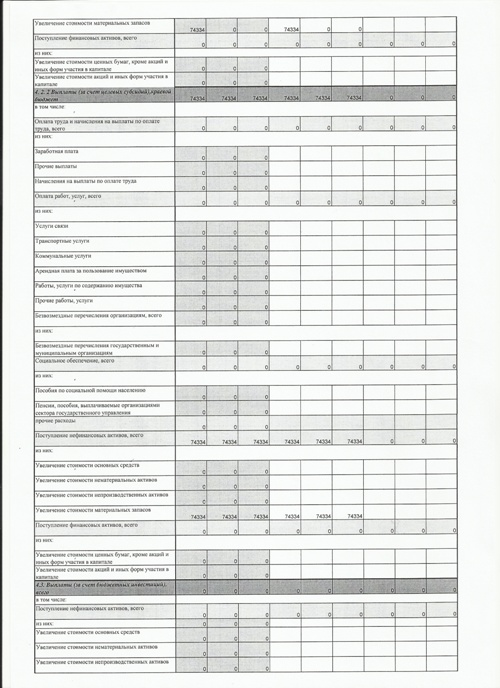 Увеличение стоимости материальных запасов 74334 0 0 74334 0 0
Поступление финансовых активов, всего 0 0 0 0 0 0 0 0 0
из них:
Увеличение стоимости ценных бумаг, кроме акций и
иных форм участия в капитале 0 0 0
Увеличение стоимости акций и иных форм участия в
капитале 0 0 0
4. 2. 2 Выплаты (за счет целевых субсидий),краевой
бюджет 74334 74334 74334 74334 74334 74334 0 0 0
в том числе
Оплата труда и начисления на выплаты по оплате
труда, всего 0 0 0 0 0 0 0 0 0
из них:
Заработная плата 0 0 0
Прочие выплаты 0 0 0
Начисления на выплаты по оплате труда 0 0 0
Оплата работ, услуг, всего 0 0 0 0 0 0 0 0 0
из них:
Услуги связи 0 0 0
Транспортные услуги 0 0 0
Коммунальные услуги 0 0 0
Арендная плата за пользование имуществом 0 0 0
Работы, услуги по содержанию имущества 0 0 0
Прочие работы, услуги 0 0 0
Безвозмездные перечисления организациям, всего 0 0 0
из них:
Безвозмездные перечисления государственным и
муниципальным организациям 0 0 0
Социальное обеспечение, всего 0 0 0 0 0 0 0 0 0
из них:
Пособия по социальной помощи населению 0 0 0
Пенсии, пособия, выплачиваемые организациями
сектора государственного управления 0 0 0
прочие расходы 0 0 0
Поступление нефинансовых активов, всего 74334 74334 74334 74334 74334 74334 0 0 0
из них:
Увеличение стоимости основных средств 0 0 0
Увеличение стоимости нематериальных активов 0 0 0
Увеличение стоимости непроизводственных активов 0 0 0
Увеличение стоимости материальных запасов 74334 74334 74334 74334 74334 74334
Поступление финансовых активов, всего 0 0 0 0 0 0 0 0 0
из них:
Увеличение стоимости ценных бумаг, кроме акций и
иных форм участия в капитале 0 0 0
Увеличение стоимости акций и иных форм участия в
капитале 0 0 0
4.3. Выплаты (за счет бюджетных инвестиций),
всего 0 0 0 0 0 0 0 0 0
в том числе
Поступление нефинансовых активов, всего 0 0 0 0 0 0 0 0 0
из них: 0 0 0
Увеличение стоимости основных средств 0 0 0
Увеличение стоимости нематериальных активов 0 0 0
Увеличение стоимости непроизводственных активов 0 0 0